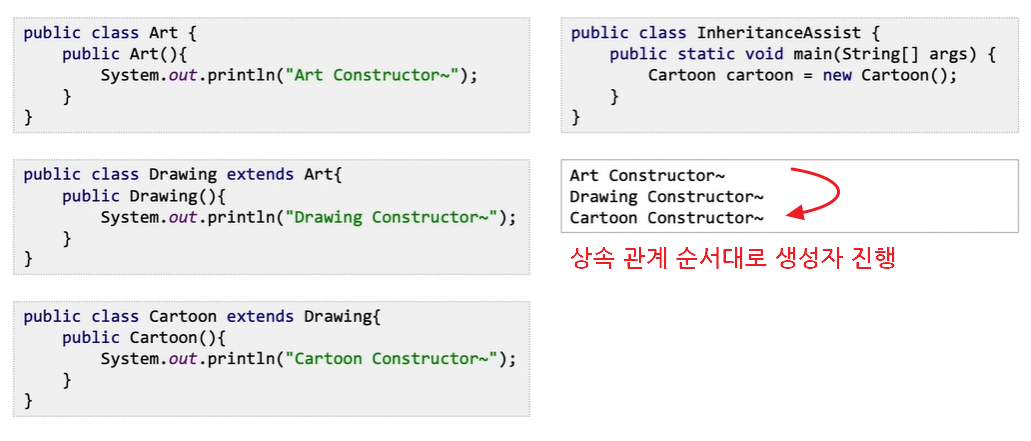 public class Art {
    public Art(){
        System.out.println("Art Constructor~");
    }
}
public class Drawing extends Art{
    public Drawing(){
        System.out.println("Drawing Constructor~");
    }
}
public class Cartoon extends Drawing{
    public Cartoon(){
        System.out.println("Cartoon Constructor~");
    }
}
public class InheritanceAssist {
    public static void main(String[] args) {
        Cartoon cartoon = new Cartoon();
    }
}
Art Constructor~
Drawing Constructor~
Cartoon Constructor~
상속 관계 순서대로 생성자 진행